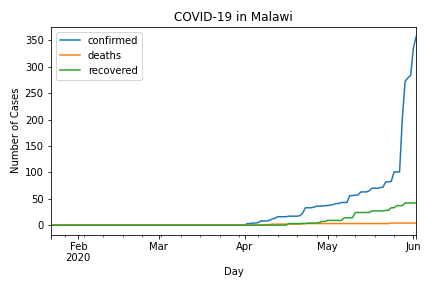 COVID-19 in Malawi
confirmed
deaths
recovered
Number of Cases
350
300
250
200
150
100
50
0
Feb Mar Apr May Jun
2020
Day